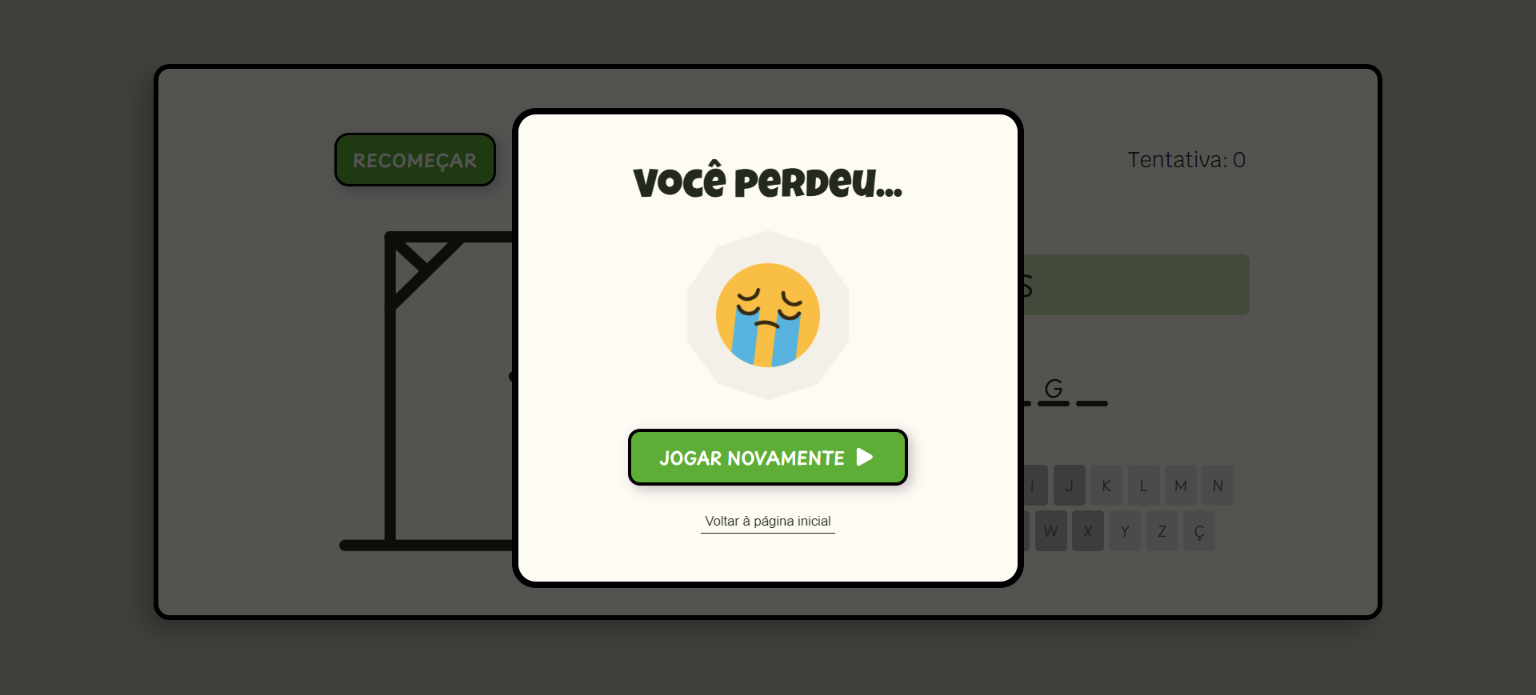 VOCÊ PERDEU...
RECOMEÇAR
Tentativa: 0
S
G
JOGAR NOVAMENTE
I J K L M N
W X Y Z Ç
Voltar à página inicial